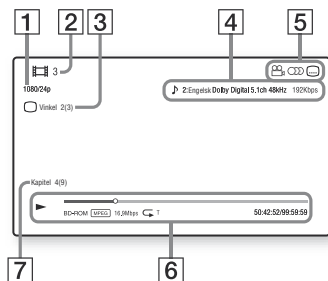 1 2 3 4 5
3
1080/24p
Vinkel 2(3)
2:Engelsk Dolby Digital 5.1ch 48kHz 192Kbps
Kapitel 4(9)
BD-ROM MPEG 16,9Mbps T 50:42:52/99:59:59
7 6